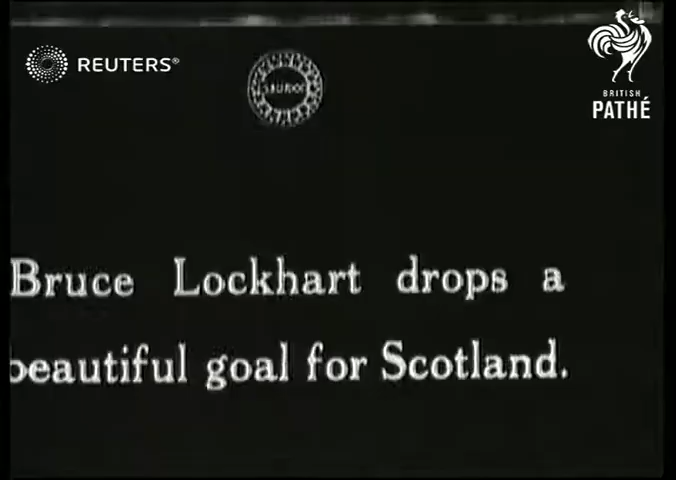 REUTERS®
BRITISH
PATHÉ
Bruce Lockhart drops a
beautiful goal for Scotland.